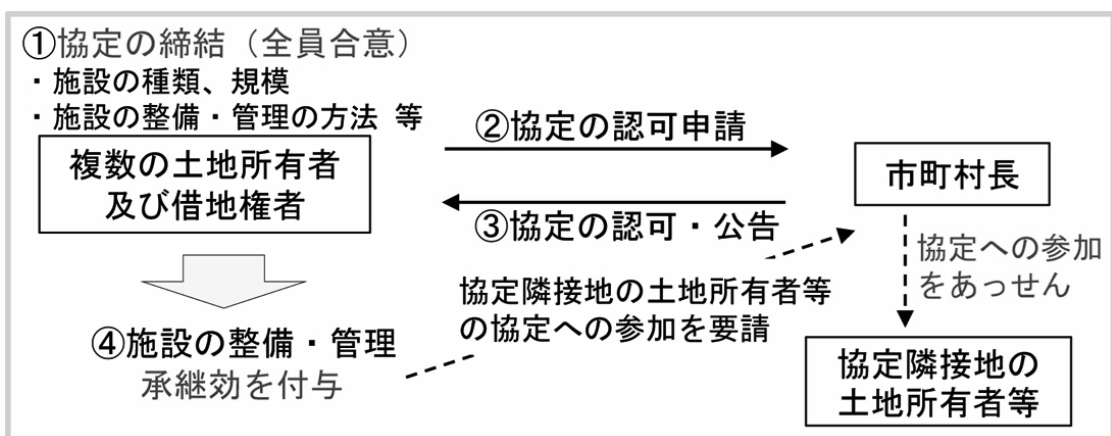 ①協定の締結（全員合意）
・施設の種類、規模
・施設の整備・管理の方法 等
複数の土地所有者
及び借地権者
②協定の認可申請
③協定の認可・公告
市町村長
協定への参加
をあっせん
協定隣接地の土地所有者等
の協定への参加を要請
④施設の整備・管理
承継効を付与
協定隣接地の
土地所有者等